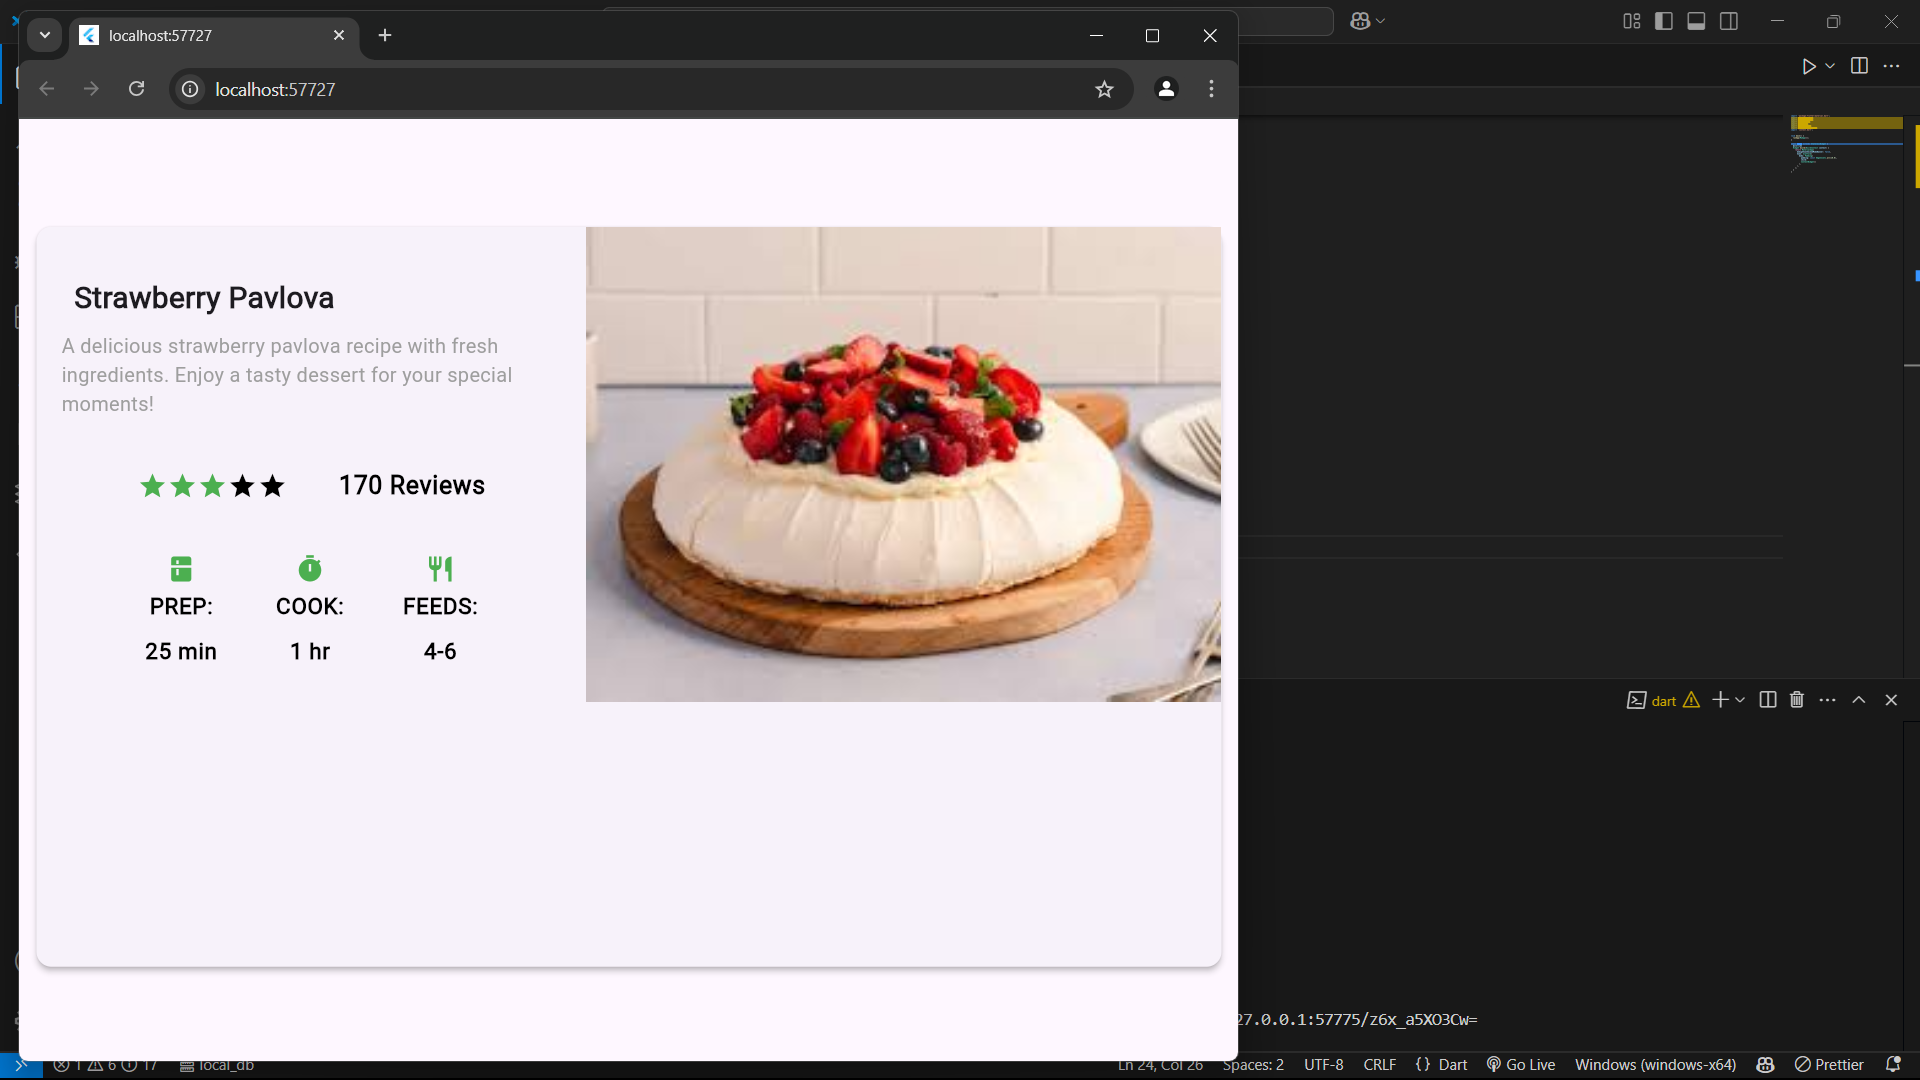 localhost:57727
localhost:57727
Strawberry Pavlova
A delicious strawberry pavlova recipe with fresh
ingredients. Enjoy a tasty dessert for your special
moments!
170 Reviews
PREP:
COOK:
FEEDS:
25 min
1 hr
4-6
dart
27.0.0.1:57775/z6x_a5XO3Cw=
1 6 17
local_db
Ln 24, Col 26
Spaces: 2
UTF-8
CRLF
{} Dart
Go Live
Windows (windows-x64)
Prettier